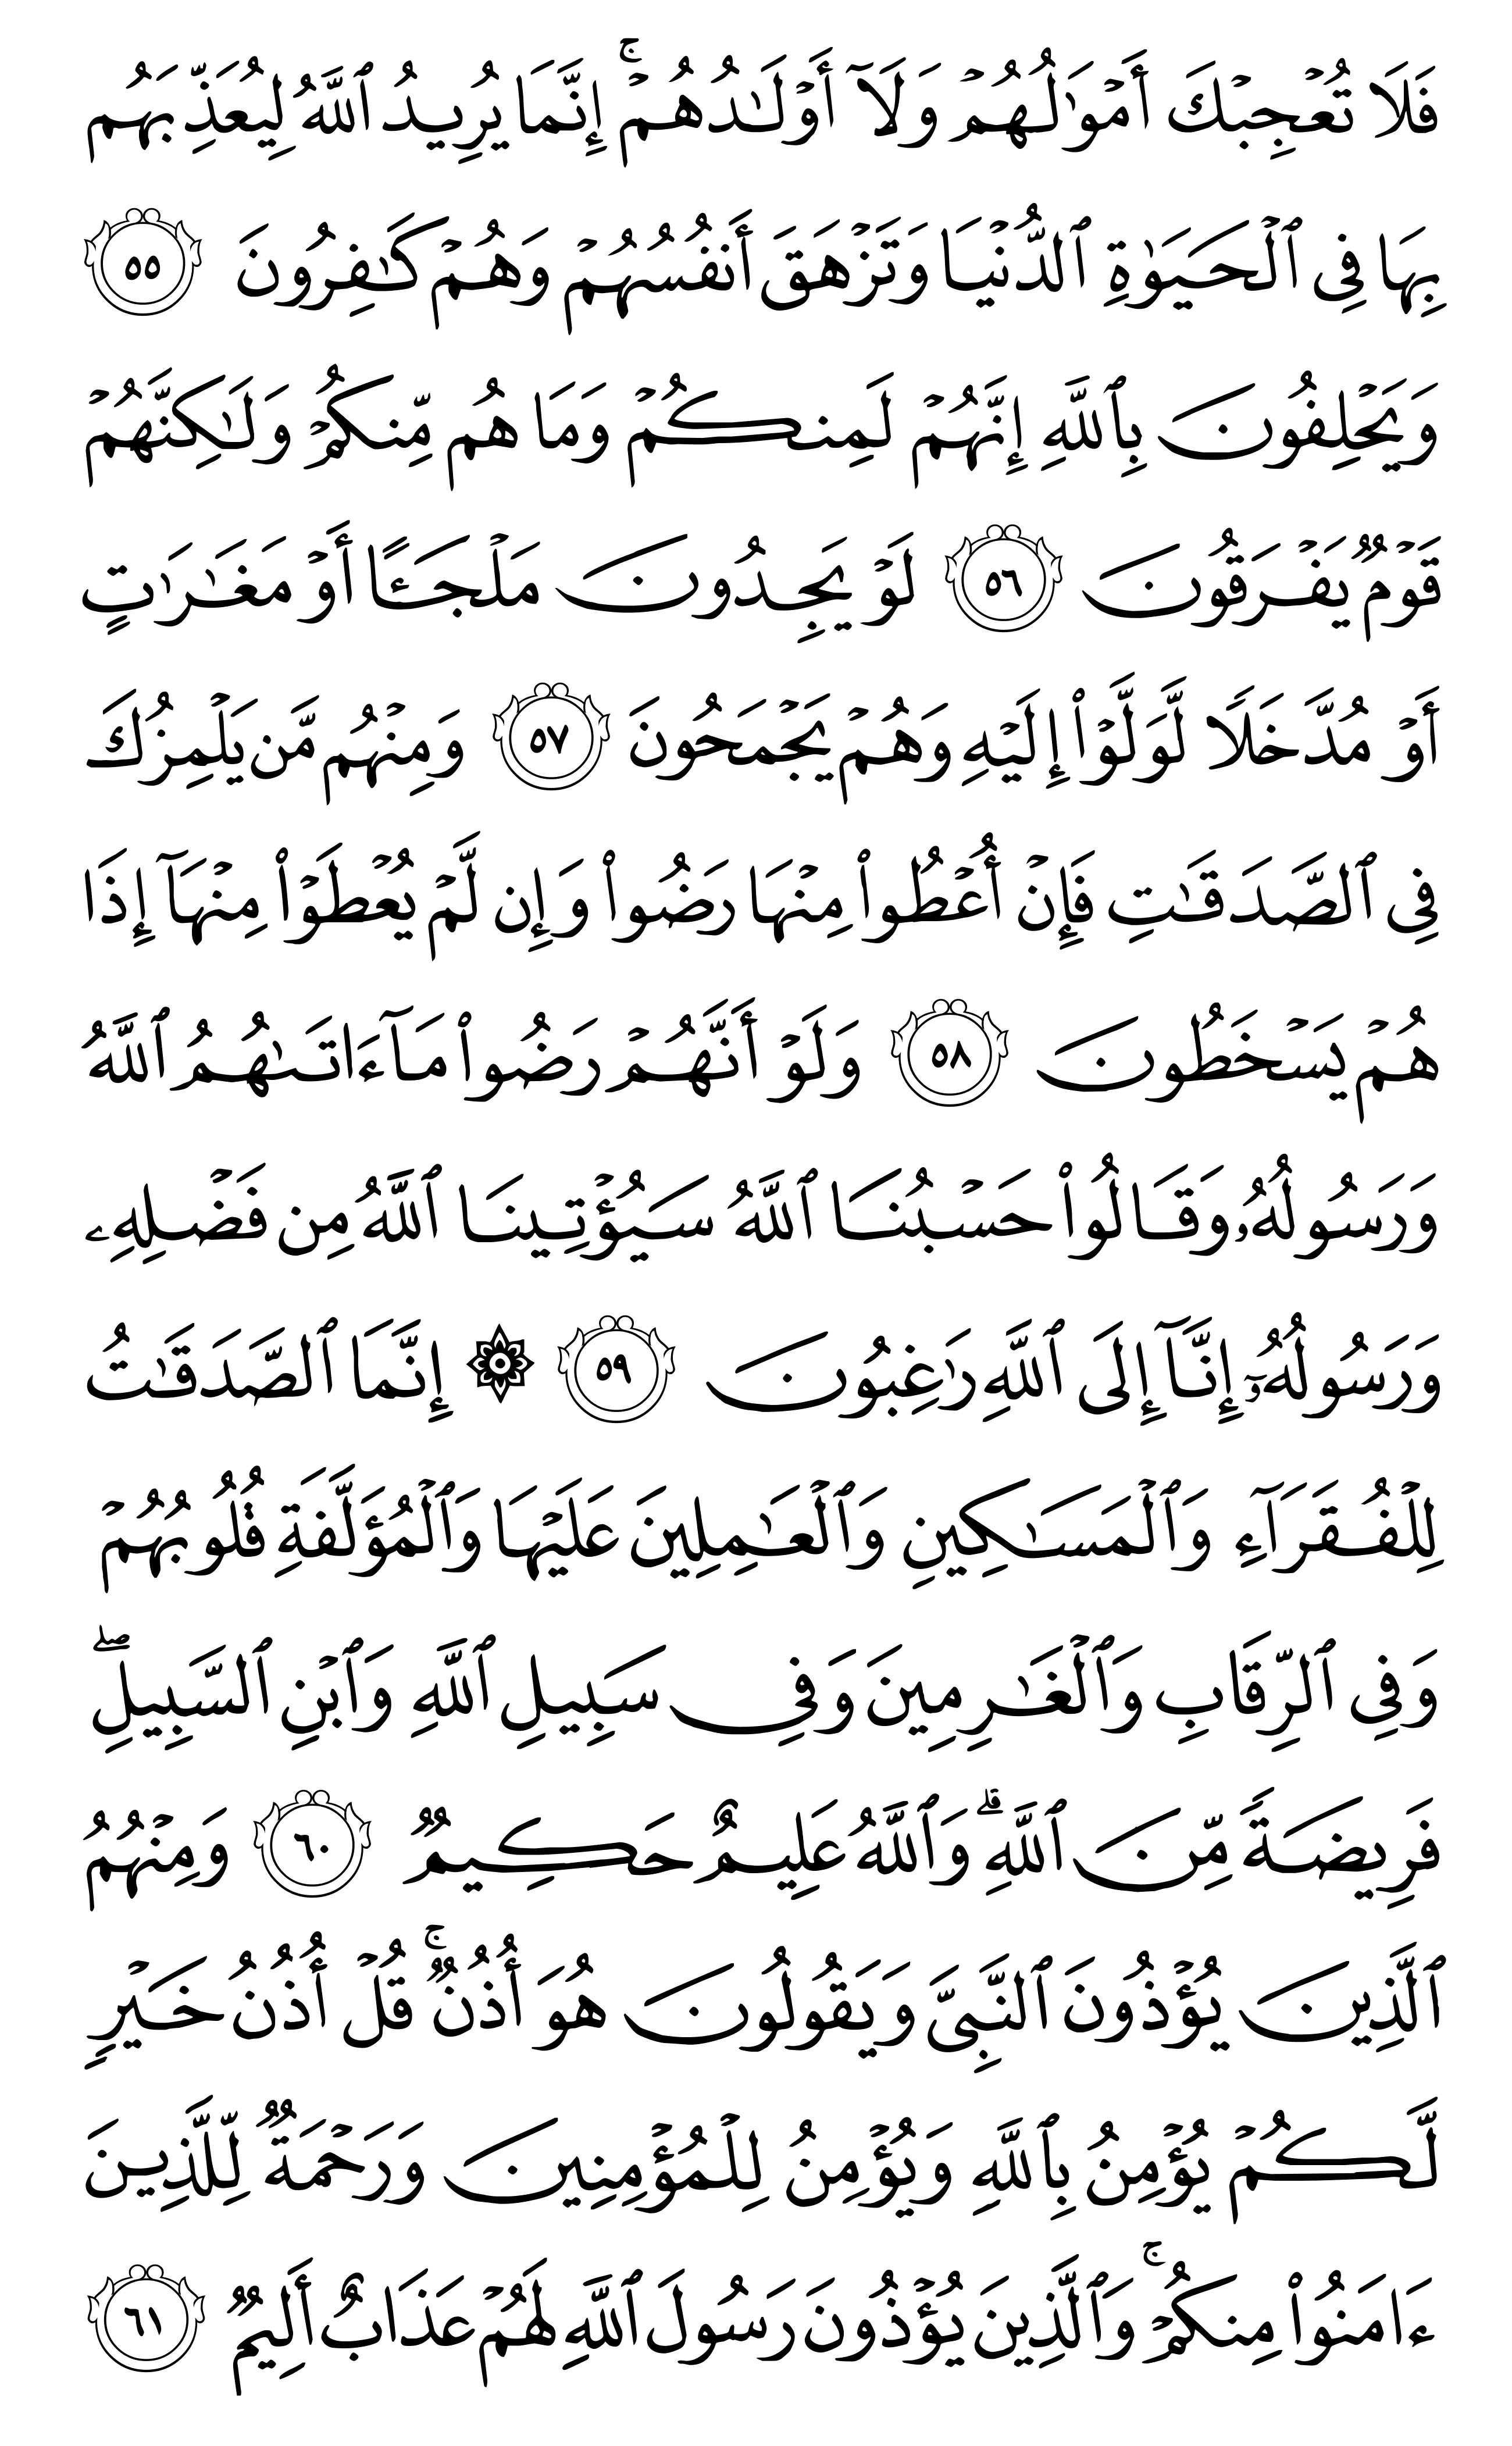 فَلَا تُعۡجِبۡكَ أَمۡوَٰلُهُمۡ وَلَآ أَوۡلَٰدُهُمۡۚ إِنَّمَا يُرِيدُ ٱللَّهُ لِيُعَذِّبَهُم
بِهَا فِي ٱلۡحَيَوٰةِ ٱلدُّنۡيَا وَتَزۡهَقَ أَنفُسُهُمۡ وَهُمۡ كَٰفِرُونَ ٥٥
وَيَحۡلِفُونَ بِٱللَّهِ إِنَّهُمۡ لَمِنكُمۡ وَمَا هُم مِّنكُمۡ وَلَٰكِنَّهُمۡ
قَوۡمٞ يَفۡرَقُونَ ٥٦ لَوۡ يَجِدُونَ مَلۡجَـًٔا أَوۡ مَغَٰرَٰتٍ
أَوۡ مُدَّخَلٗا لَّوَلَّوۡاْ إِلَيۡهِ وَهُمۡ يَجۡمَحُونَ ٥٧ وَمِنۡهُم مَّن يَلۡمِزُكَ
فِي ٱلصَّدَقَٰتِ فَإِنۡ أُعۡطُواْ مِنۡهَا رَضُواْ وَإِن لَّمۡ يُعۡطَوۡاْ مِنۡهَآ إِذَا
هُمۡ يَسۡخَطُونَ ٥٨ وَلَوۡ أَنَّهُمۡ رَضُواْ مَآ ءَاتَىٰهُمُ ٱللَّهُ
وَرَسُولُهُۥ وَقَالُواْ حَسۡبُنَا ٱللَّهُ سَيُؤۡتِينَا ٱللَّهُ مِن فَضۡلِهِۦ
وَرَسُولُهُۥٓ إِنَّآ إِلَى ٱللَّهِ رَٰغِبُونَ ٥٩ ۞ إِنَّمَا ٱلصَّدَقَٰتُ
لِلۡفُقَرَآءِ وَٱلۡمَسَٰكِينِ وَٱلۡعَٰمِلِينَ عَلَيۡهَا وَٱلۡمُؤَلَّفَةِ قُلُوبُهُمۡ
وَفِي ٱلرِّقَابِ وَٱلۡغَٰرِمِينَ وَفِي سَبِيلِ ٱللَّهِ وَٱبۡنِ ٱلسَّبِيلِۖ
فَرِيضَةٗ مِّنَ ٱللَّهِۗ وَٱللَّهُ عَلِيمٌ حَكِيمٞ ٦٠ وَمِنۡهُمُ
ٱلَّذِينَ يُؤۡذُونَ ٱلنَّبِيَّ وَيَقُولُونَ هُوَ أُذُنٞۚ قُلۡ أُذُنُ خَيۡرٖ
لَّكُمۡ يُؤۡمِنُ بِٱللَّهِ وَيُؤۡمِنُ لِلۡمُؤۡمِنِينَ وَرَحۡمَةٞ لِّلَّذِينَ
ءَامَنُواْ مِنكُمۡۚ وَٱلَّذِينَ يُؤۡذُونَ رَسُولَ ٱللَّهِ لَهُمۡ عَذَابٌ أَلِيمٞ ٦١